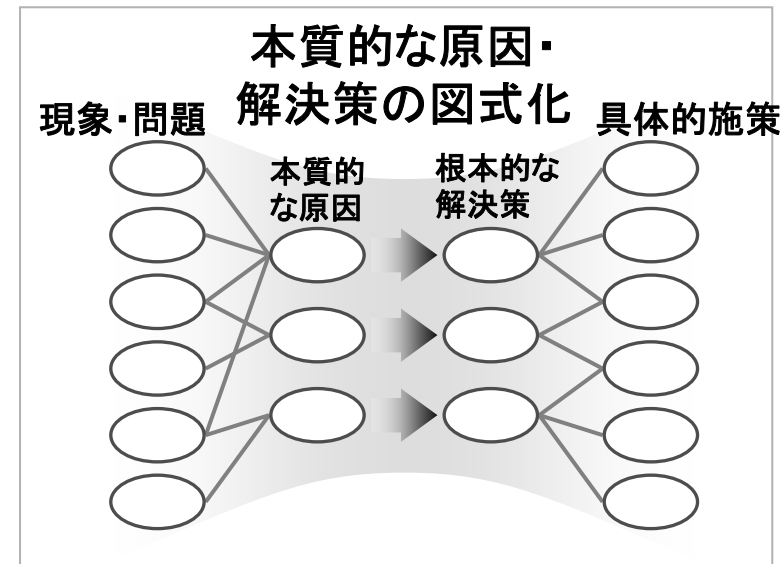 本質的な原因・
解決策の図式化
現象・問題
具体的施策
本質的
な原因
根本的な
解決策